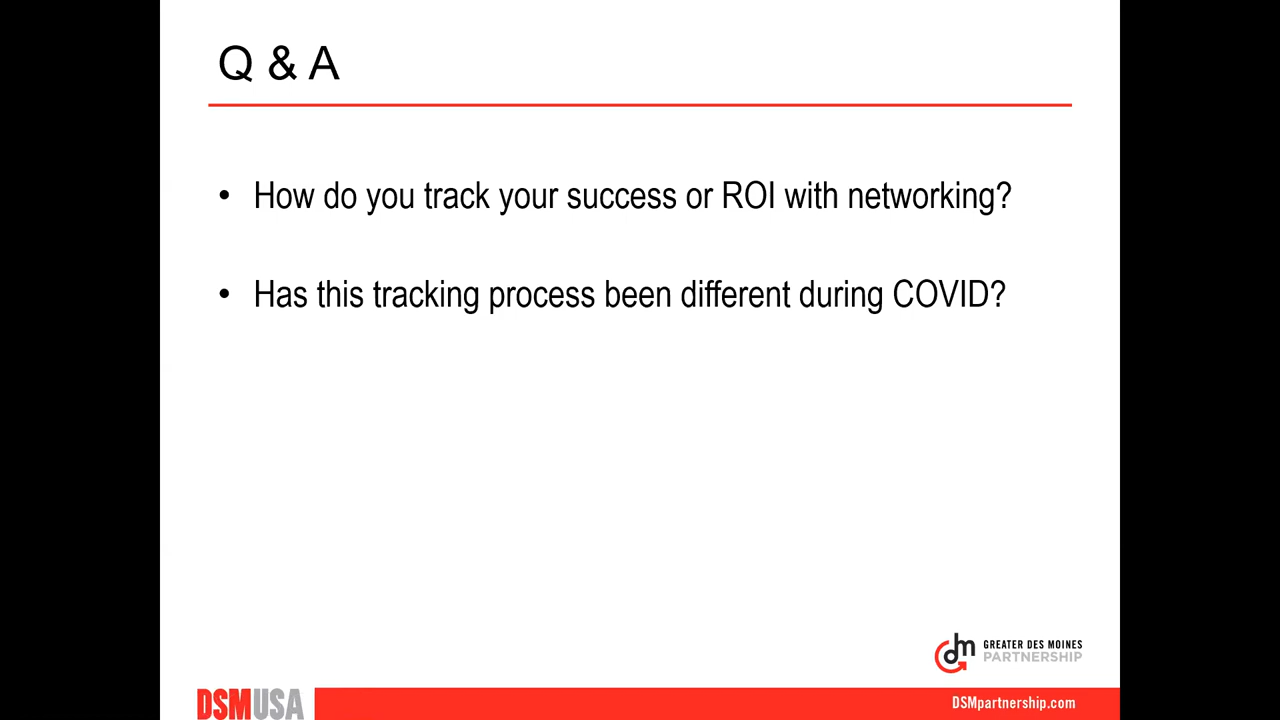 Q & A
• How do you track your success or ROI with networking?
• Has this tracking process been different during COVID?
dm
GREATER DES MOINES
PARTNERSHIP
DSMUSA
DSMpartnership.com